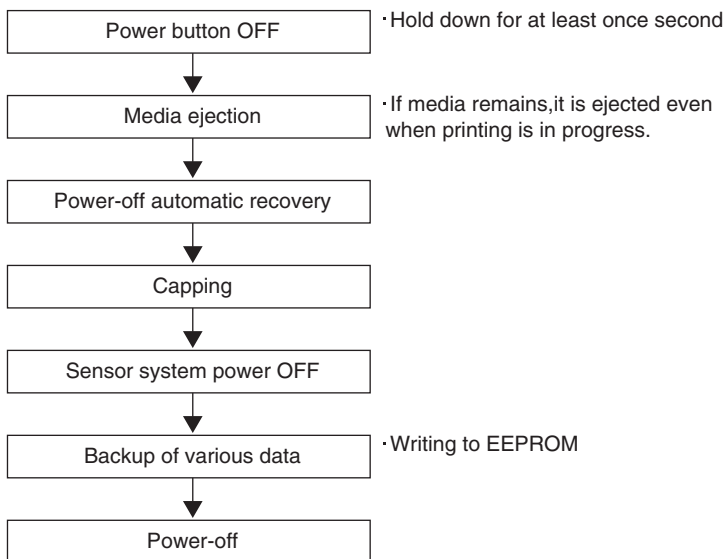 Power button OFF
·Hold down for at least once second
Media ejection
·If media remains,it is ejected even
when printing is in progress.
Power-off automatic recovery
Capping
Sensor system power OFF
Backup of various data
·Writing to EEPROM
Power-off